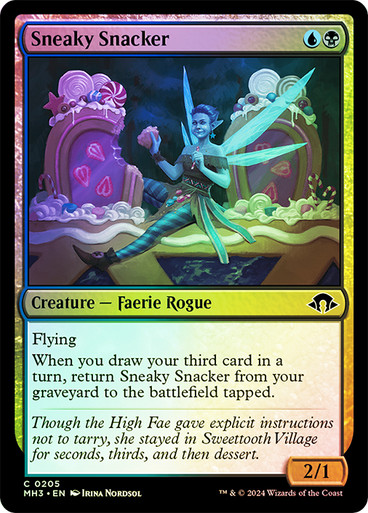 Sneaky Snacker
Creature — Faerie Rogue
Flying
When you draw your third card in a
turn, return Sneaky Snacker from your
graveyard to the battlefield tapped.
Though the High Fae gave explicit instructions
not to tarry, she stayed in Sweettooth Village
for seconds, thirds, and then dessert.
2/1
C 0205
MH3 • EN Irina Nordsol
™ & © 2024 Wizards of the Coast